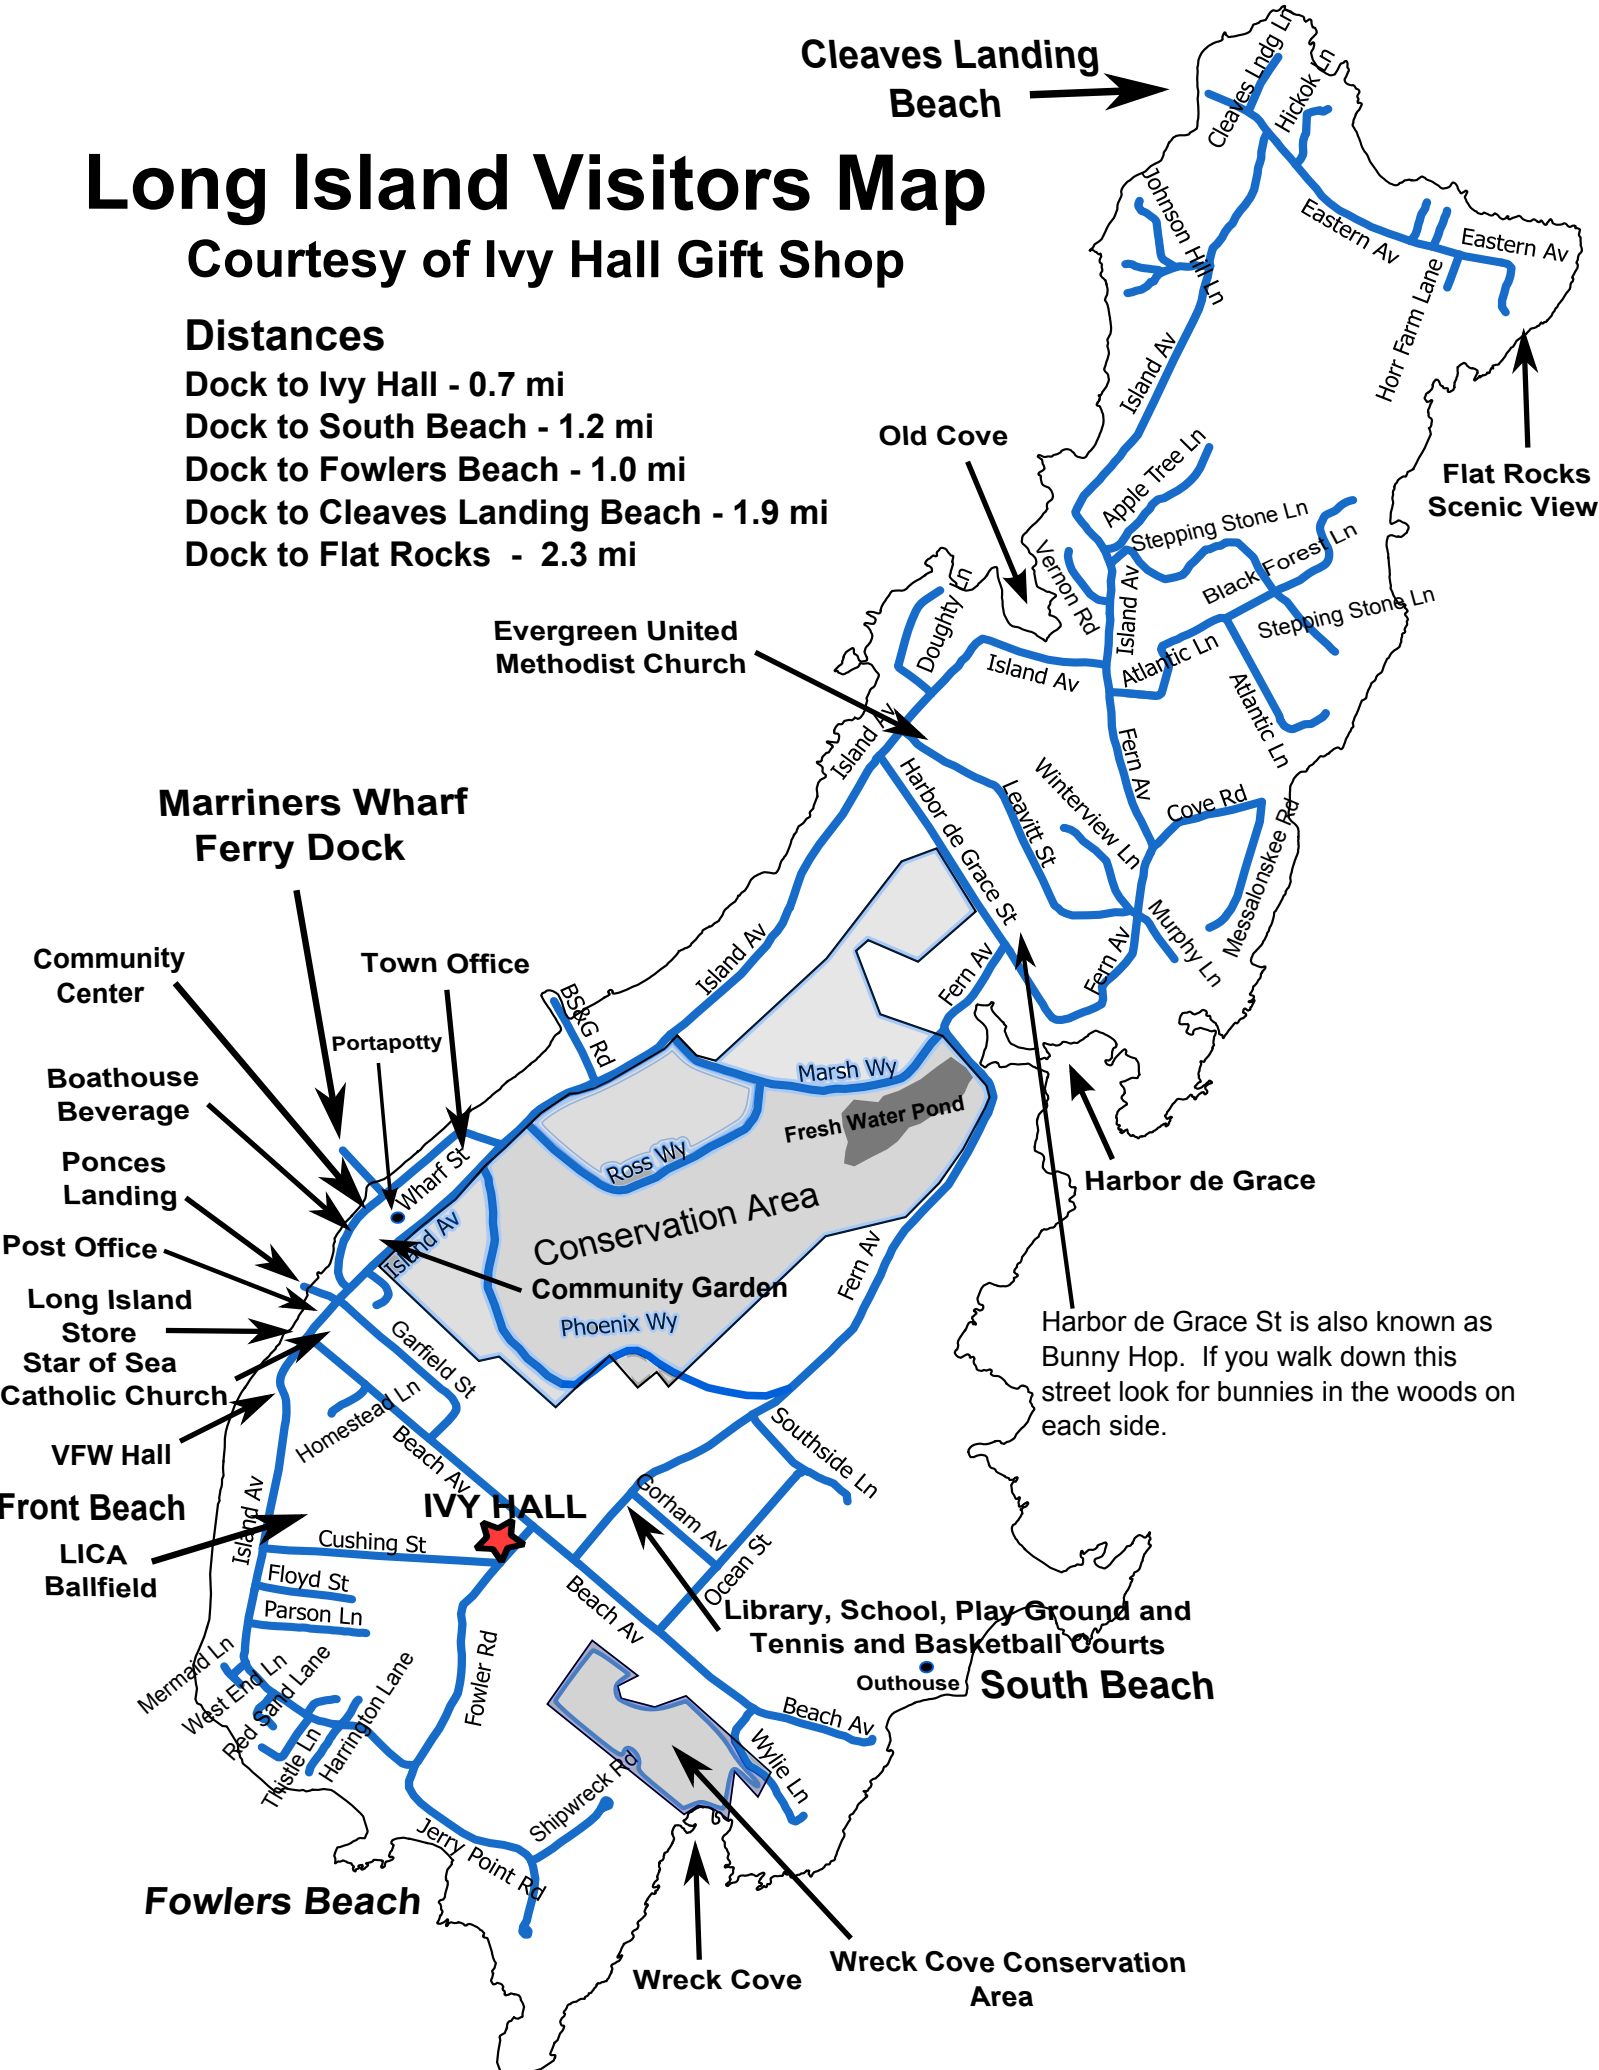 Cleaves Landing
Beach
Long Island Visitors Map
Courtesy of Ivy Hall Gift Shop
Distances
Dock to Ivy Hall - 0.7 mi
Dock to South Beach - 1.2 mi
Dock to Fowlers Beach - 1.0 mi
Dock to Cleaves Landing Beach - 1.9 mi
Dock to Flat Rocks - 2.3 mi
Cleaves Lndg Ln
Hickok Ln
Johnson Hill Ln
Eastern Av
Eastern Av
Horr Farm Lane
Island Av
Old Cove
Flat Rocks
Scenic View
Apple Tree Ln
Stepping Stone Ln
Black Forest Ln
Vernon Rd
Island Av
Stepping Stone Ln
Doughty Ln
Evergreen United
Methodist Church
Island Av
Atlantic Ln
Atlantic Ln
Island Av
Fern Av
Harbor de Grace St
Leavitt St
Winterview Ln
Cove Rd
Messalonskee Rd
Murphy Ln
Fern Av
Fern Av
Marriners Wharf
Ferry Dock
Community
Center
Town Office
Island Av
BS&G Rd
Portapotty
Boathouse
Beverage
Marsh Wy
Fresh Water Pond
Ponces
Landing
Wharf St
Ross Wy
Harbor de Grace
Conservation Area
Post Office
Island Av
Community Garden
Fern Av
Long Island
Store
Phoenix Wy
Star of Sea
Catholic Church
Garfield St
Harbor de Grace St is also known as
Bunny Hop. If you walk down this
street look for bunnies in the woods on
each side.
Homestead Ln
VFW Hall
Beach Av
Southside Ln
Front Beach
Island Av
IVY HALL
Gorham Av
LICA
Ballfield
Cushing St
Ocean St
Floyd St
Parson Ln
Beach Av
Library, School, Play Ground and
Tennis and Basketball Courts
Mermaid Ln
West End Ln
Red Sand Lane
Thistle Ln
Harrington Lane
Fowler Rd
Outhouse
South Beach
Beach Av
Wylie Ln
Shipwreck Rd
Jerry Point Rd
Fowlers Beach
Wreck Cove
Wreck Cove Conservation
Area